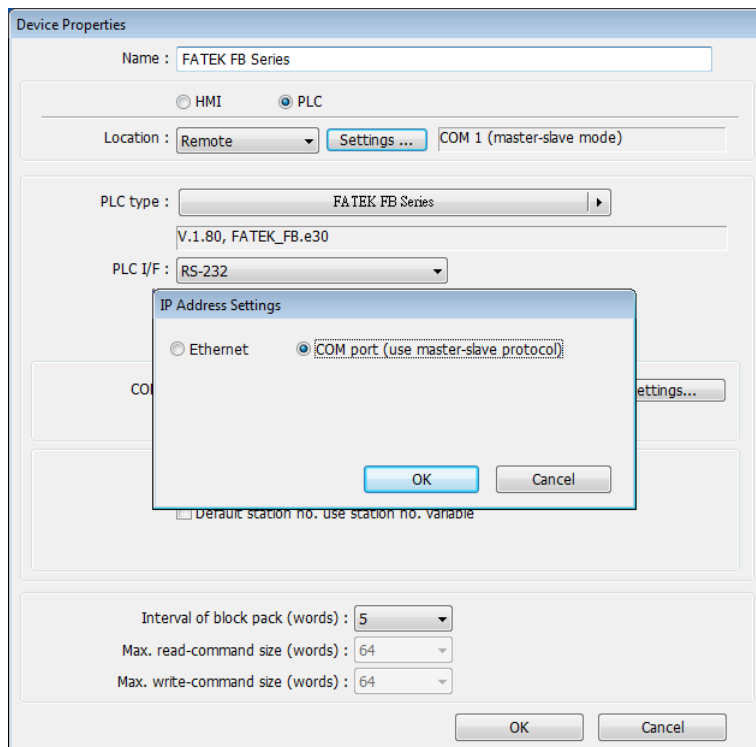 Device Properties
Name : FATEK FB Series
HMI PLC
Location : Remote Settings ... COM 1 (master-slave mode)
PLC type : FATEK FB Series
V.1.80, FATEK_FB.e30
PLC I/F : RS-232
IP Address Settings
Ethernet COM port (use master-slave protocol)
OK Cancel
Default station no. use station no. variable
Interval of block pack (words) : 5
Max. read-command size (words) : 64
Max. write-command size (words) : 64
OK Cancel